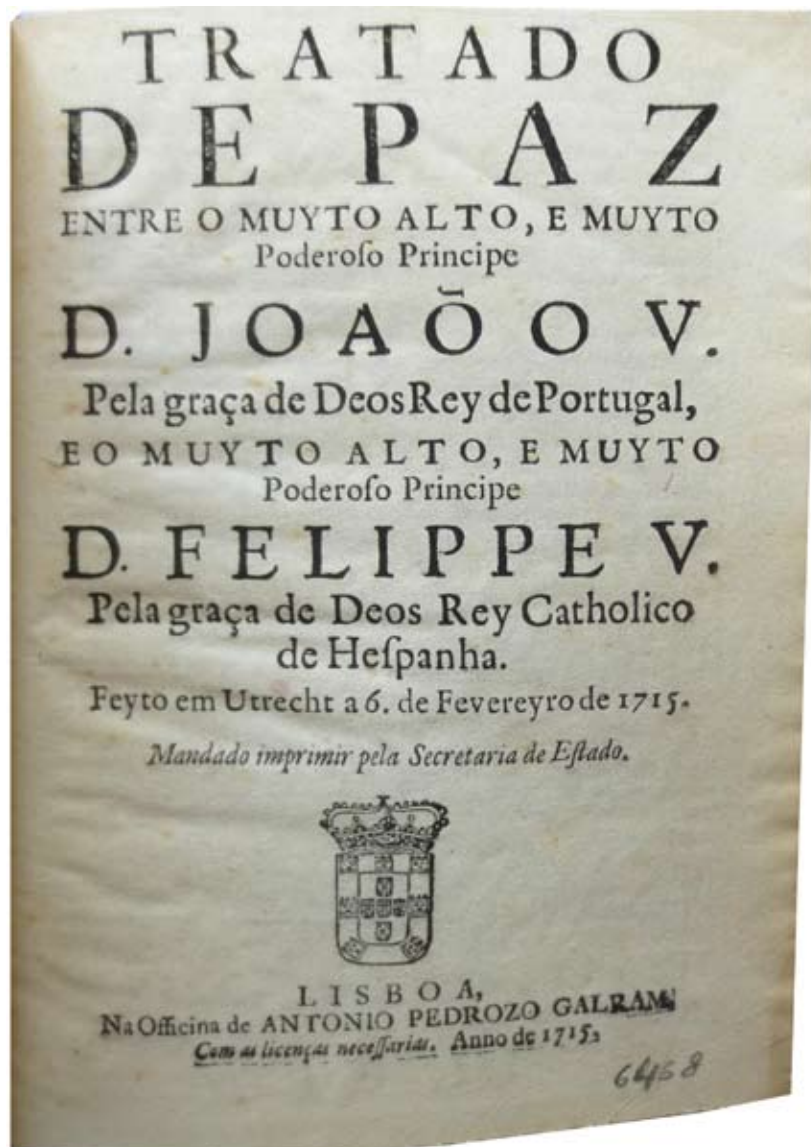 TRATADO
DE PAZ
ENTRE O MUYTO ALTO, E MUYTO
Poderoſo Principe
D. JOAÕ O V.
Pela graça de Deos Rey de Portugal,
E O MUYTO ALTO, E MUYTO
Poderoſo Principe
D. FELIPPE V.
Pela graça de Deos Rey Catholico
de Heſpanha.
Feyto em Utrecht a 6. de Fevereyro de 1715.
Mandado imprimir pela Secretaria de Eſtado.
LISBOA,
Na Officina de ANTONIO PEDROZO GALRAM,
Com as licenças neceſſarias. Anno de 1715.